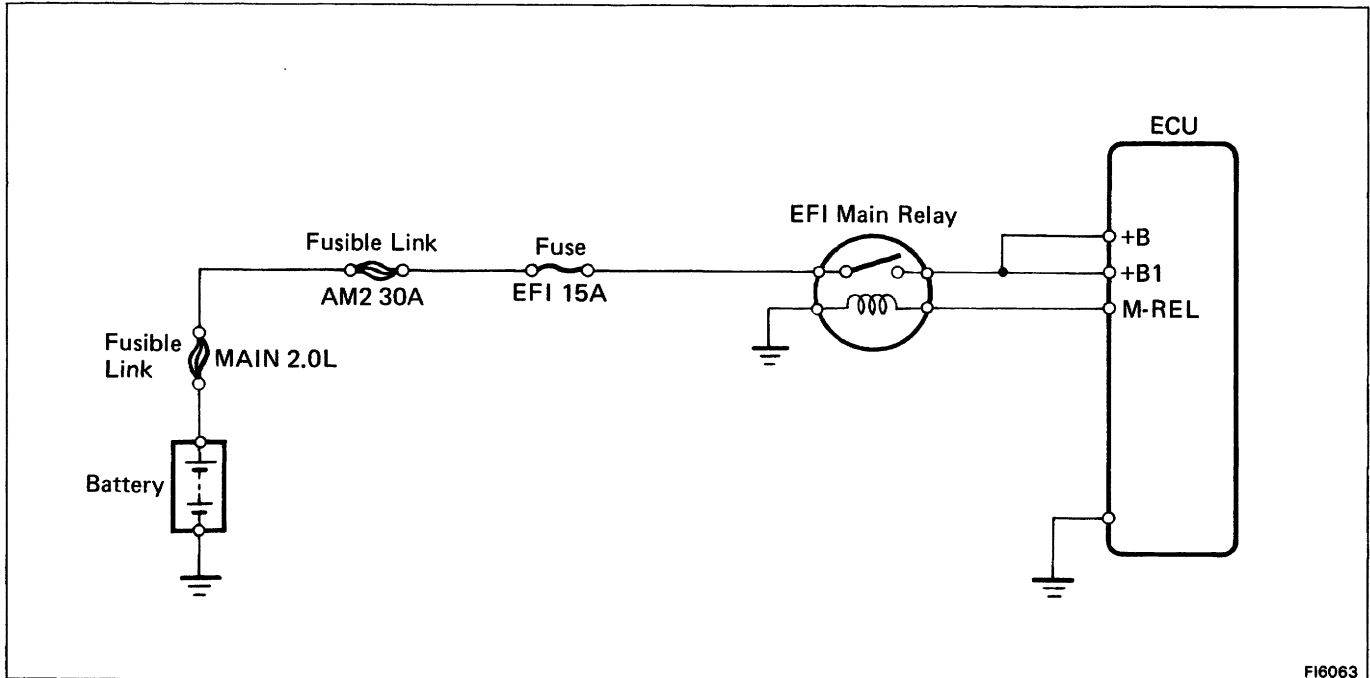 ECU
EFI Main Relay
+B
Fusible Link
Fuse
+B1
AM2 30A
EFI 15A
M-REL
Fusible
Link
MAIN 2.0L
Battery
FI6063